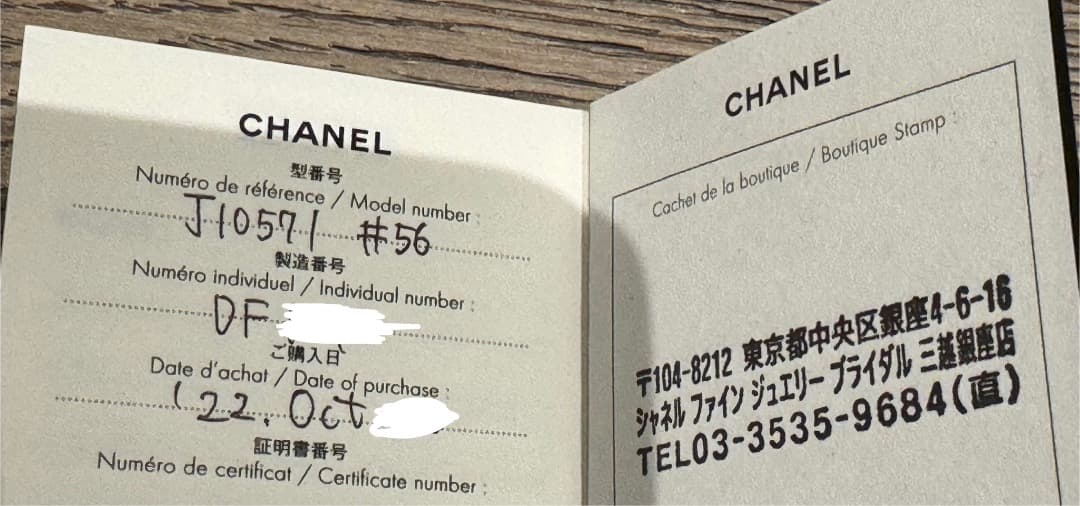 CHANEL
型番号
Numéro de référence / Model number :
J10571 #56
製造番号
Numéro individuel / Individual number :
DF
ご購入日
Date d'achat / Date of purchase :
'22. Oct
証明書番号
Numéro de certificat / Certificate number :
CHANEL
Cachet de la boutique / Boutique Stamp :
〒104-8212 東京都中央区銀座4-6-16
シャネル ファイン ジュエリー ブライダル 三越銀座店
TEL03-3535-9684(直)